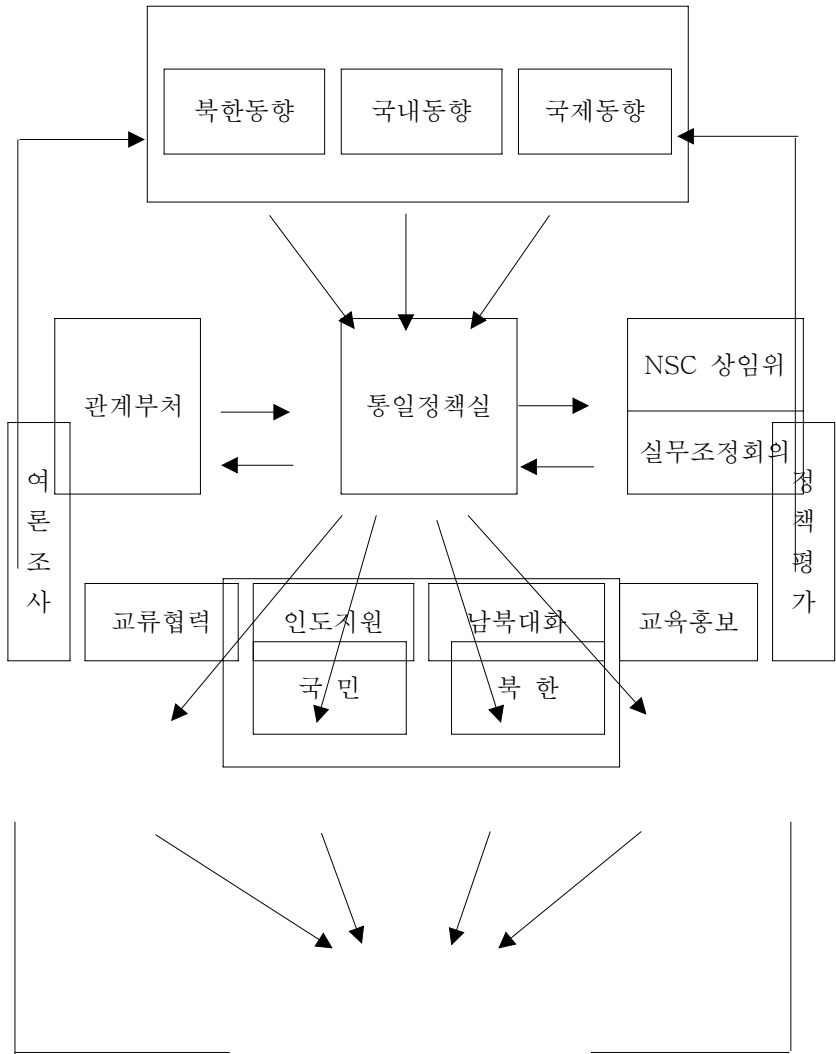 북한동향
국내동향
국제동향
관계부처
통일정책실
NSC 상임위
실무조정회의
여론조사
정책평가
교류협력
인도지원
남북대화
교육홍보
국 민
북 한